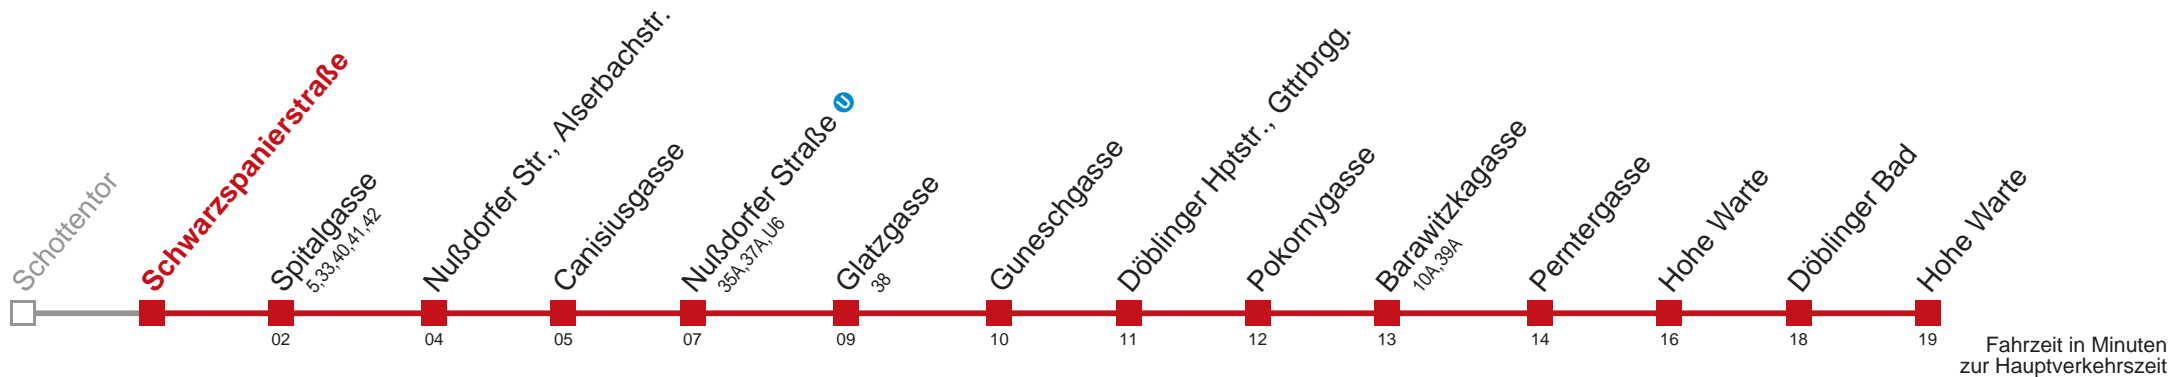 Schottentor
Schwarzspanierstraße
Spitalgasse
5,33,40,41,42
Nußdorfer Str., Alserbachstr.
Canisiusgasse
Nußdorfer Straße U
35A,37A,U6
Glatzgasse
38
Guneschgasse
Döblinger Hptstr., Gttrbrgg.
Pokornygasse
Barawitzkagasse
10A,39A
Perntergasse
Hohe Warte
Döblinger Bad
Hohe Warte
02 04 05 07 09 10 11 12 13 14 16 18 19
Fahrzeit in Minuten
zur Hauptverkehrszeit